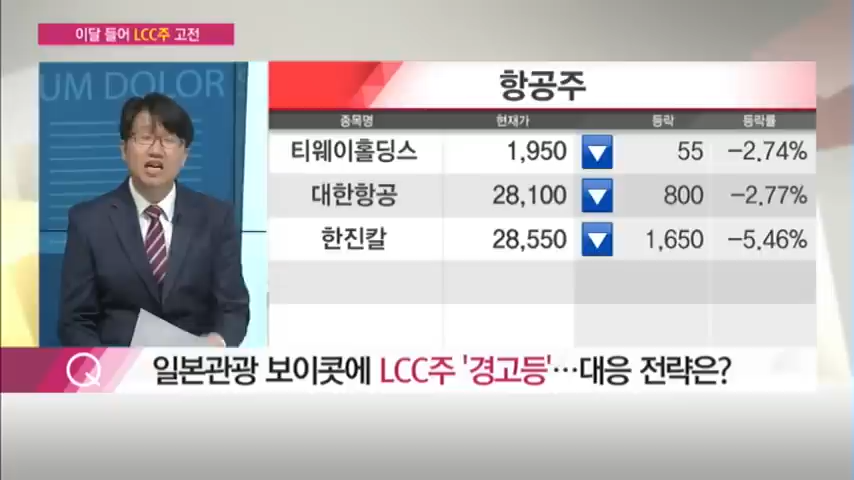 이달 들어 LCC주 고전
UM DOLOR
항공주
종목명 현재가 등락 등락률
티웨이홀딩스 1,950 ▼ 55 -2.74%
대한항공 28,100 ▼ 800 -2.77%
한진칼 28,550 ▼ 1,650 -5.46%
Q 일본관광 보이콧에 LCC주 '경고등'…대응 전략은?